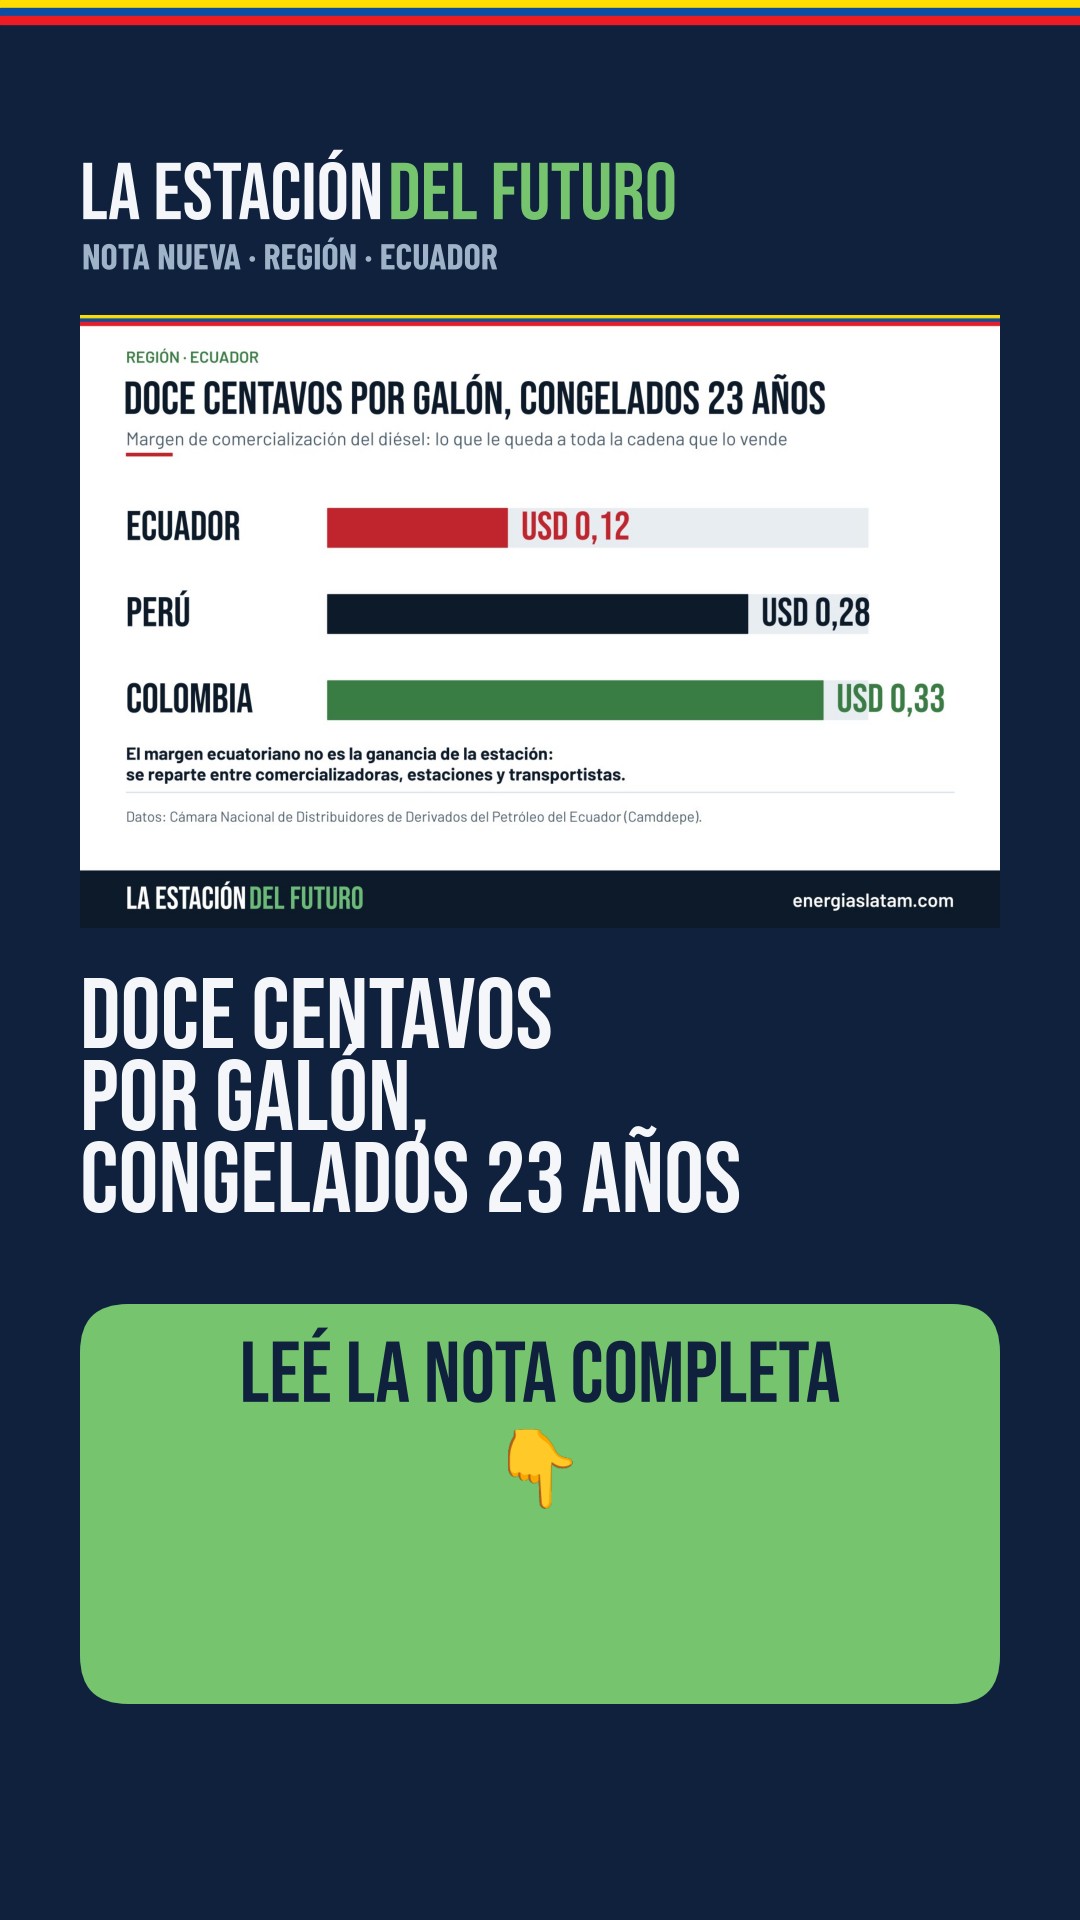 LA ESTACIÓN DEL FUTURO
NOTA NUEVA · REGIÓN · ECUADOR
REGIÓN · ECUADOR
DOCE CENTAVOS POR GALÓN, CONGELADOS 23 AÑOS
Margen de comercialización del diésel: lo que le queda a toda la cadena que lo vende
ECUADOR USD 0,12
PERÚ USD 0,28
COLOMBIA USD 0,33
El margen ecuatoriano no es la ganancia de la estación:
se reparte entre comercializadoras, estaciones y transportistas.
Datos: Cámara Nacional de Distribuidores de Derivados del Petróleo del Ecuador (Camddepe).
LA ESTACIÓN DEL FUTURO energiaslatam.com
DOCE CENTAVOS
POR GALÓN,
CONGELADOS 23 AÑOS
LEÉ LA NOTA COMPLETA
👇